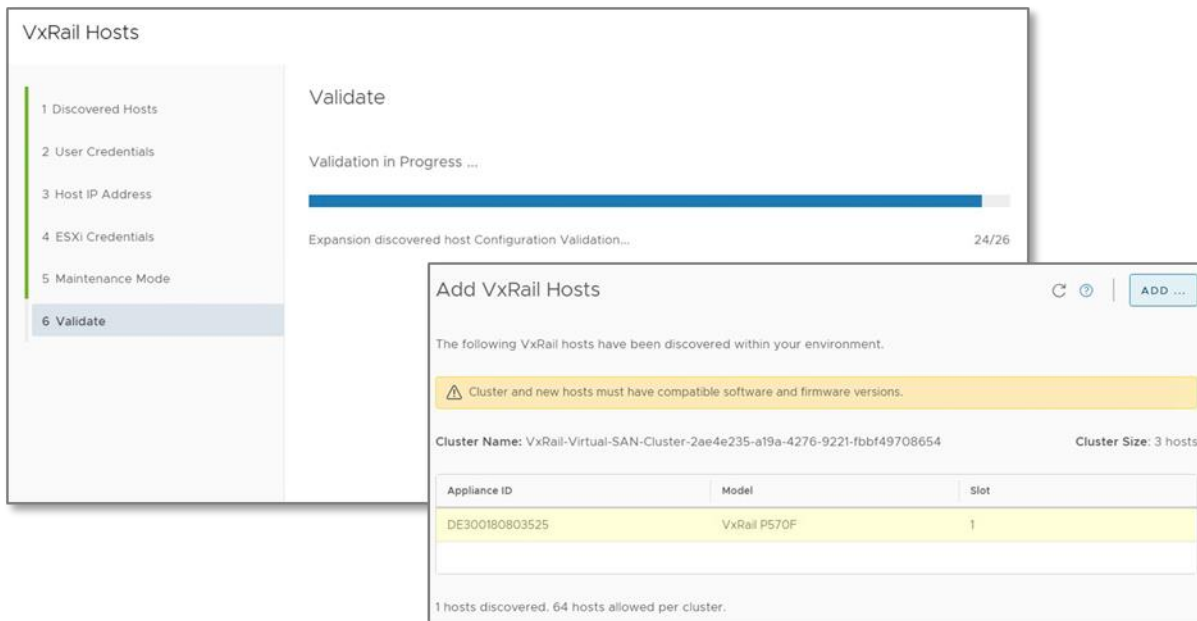 VxRail Hosts
1 Discovered Hosts
2 User Credentials
3 Host IP Address
4 ESXi Credentials
5 Maintenance Mode
6 Validate
Validate
Validation in Progress ...
Expansion discovered host Configuration Validation... 24/26
Add VxRail Hosts
ADD ...
The following VxRail hosts have been discovered within your environment.
Cluster and new hosts must have compatible software and firmware versions.
Cluster Name: VxRail-Virtual-SAN-Cluster-2ae4e235-a19a-4276-9221-fbbf49708654 Cluster Size: 3 hosts
Appliance ID Model Slot
DE300180803525 VxRail P570F 1
1 hosts discovered. 64 hosts allowed per cluster.